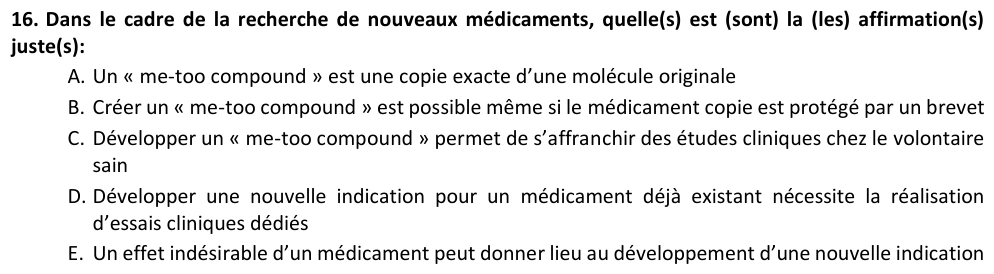 16. Dans le cadre de la recherche de nouveaux médicaments, quelle(s) est (sont) la (les) affirmation(s)
juste(s):
A. Un « me-too compound » est une copie exacte d’une molécule originale
B. Créer un « me-too compound » est possible même si le médicament copie est protégé par un brevet
C. Développer un « me-too compound » permet de s’affranchir des études cliniques chez le volontaire
sain
D. Développer une nouvelle indication pour un médicament déjà existant nécessite la réalisation
d’essais cliniques dédiés
E. Un effet indésirable d’un médicament peut donner lieu au développement d’une nouvelle indication